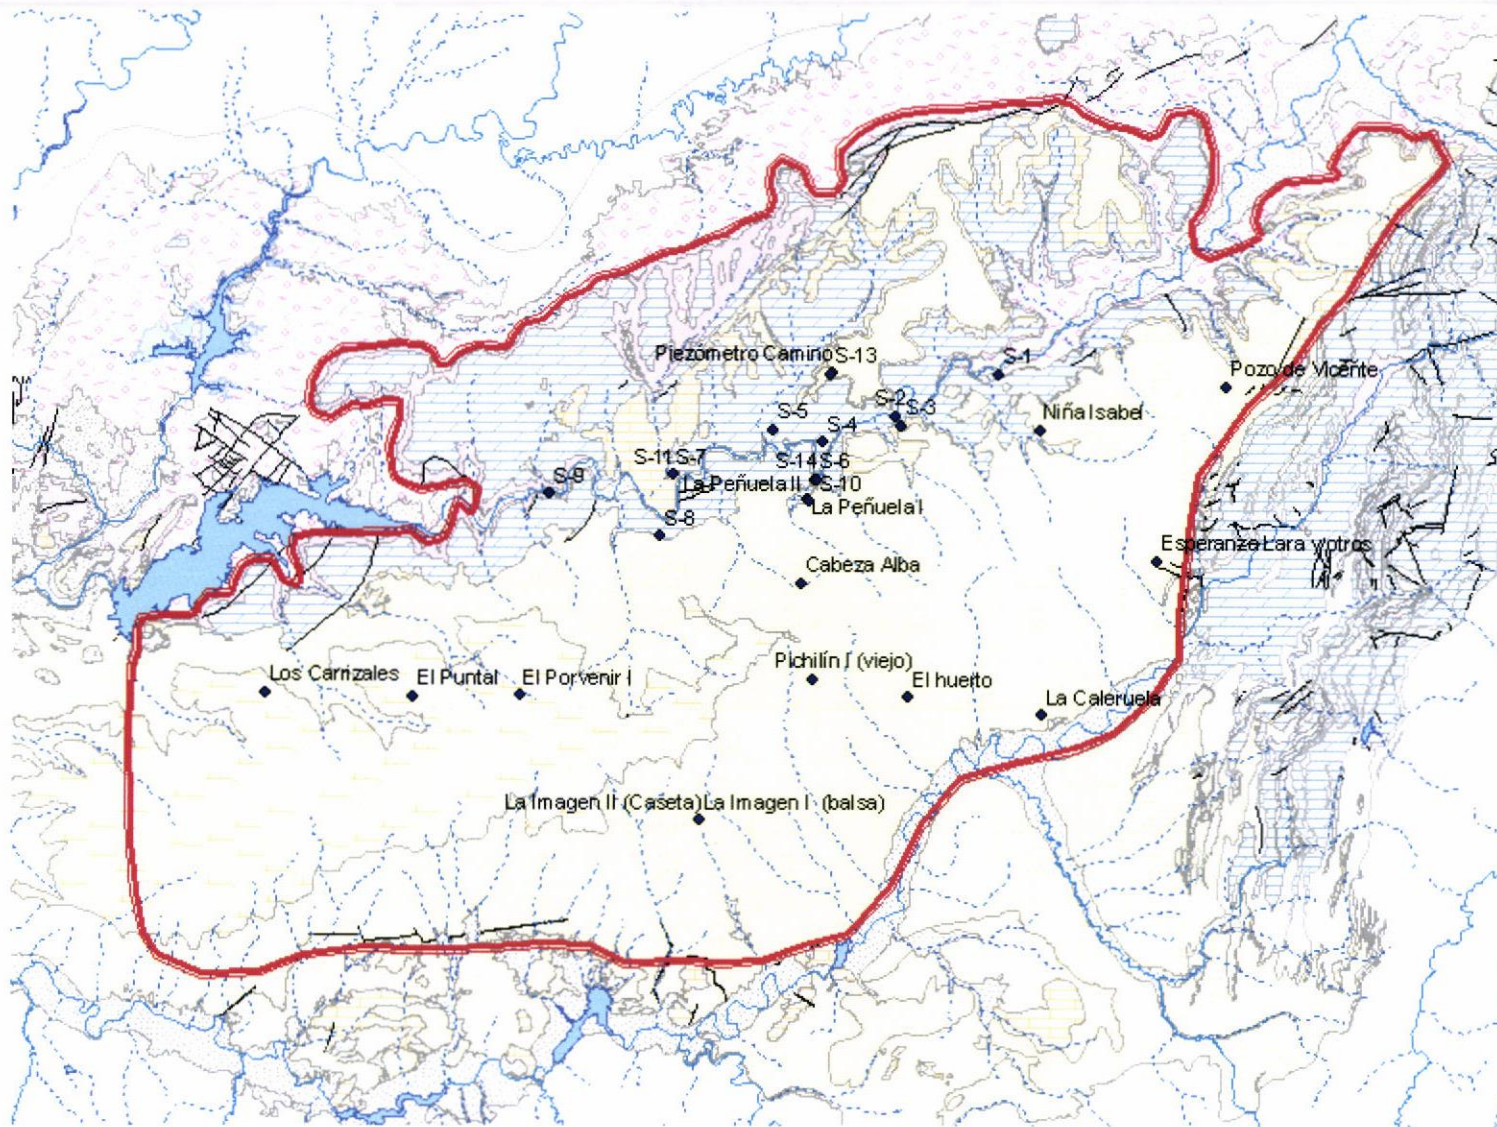 Piezómetro Camino S-13
S-1
Pozo de Vicente
S-2
S-3
Niña Isabel
S-5
S-4
S-11 S-7
S-14 S-6
La Peñuela II
S-10
S-9
La Peñuela I
S-8
Esperanza Lara y otros
Cabeza Alba
Pichilín I (viejo)
Los Carrizales
El Puntal
El Porvenir I
El huerto
La Caleruela
La Imagen II (Caseta) La Imagen I (balsa)